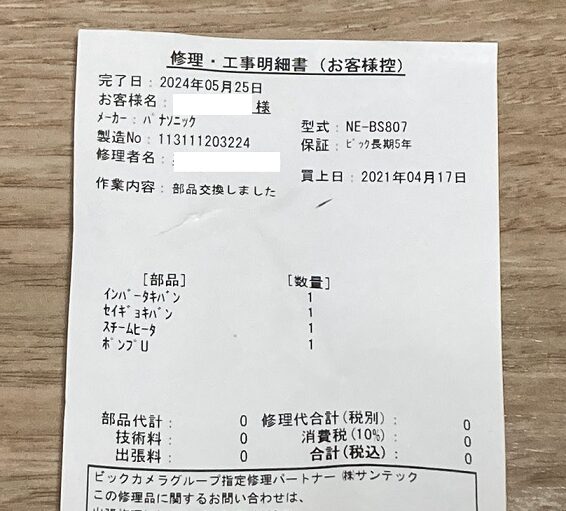 修理・工事明細書（お客様控）
完了日：2024年05月25日
お客様名： 様
ﾒｰｶｰ：ﾊﾟﾅｿﾆｯｸ 型式：NE-BS807
製造No：113111203224 保証：ﾋﾞｯｸ長期5年
修理者名：
買上日：2021年04月17日
作業内容：部品交換しました
[部品] [数量]
ｲﾝﾊﾞｰﾀｷﾊﾞﾝ 1
ｾｲｷﾞｮｷﾊﾞﾝ 1
ｽﾁｰﾑﾋｰﾀ 1
ﾎﾟﾝﾌﾟU 1
部品代計： 0 修理代合計(税別)： 0
技術料： 0 消費税(10%)： 0
出張料： 0 合計(税込)： 0
ビックカメラグループ指定修理パートナー ㈱サンテック
この修理品に関するお問い合わせは、